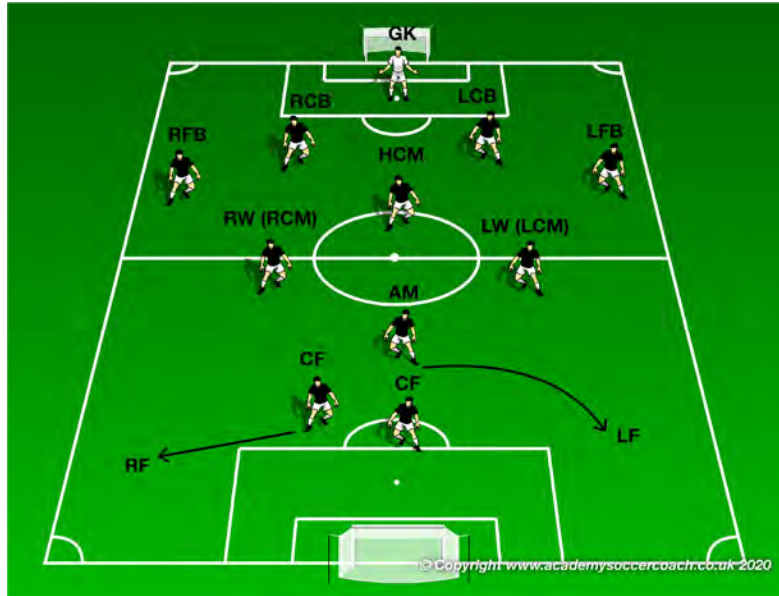 GK
RCB
LCB
RFB
LFB
HCM
RW (RCM)
LW (LCM)
AM
CF
CF
LF
RF
© Copyright www.academysoccercoach.co.uk 2020